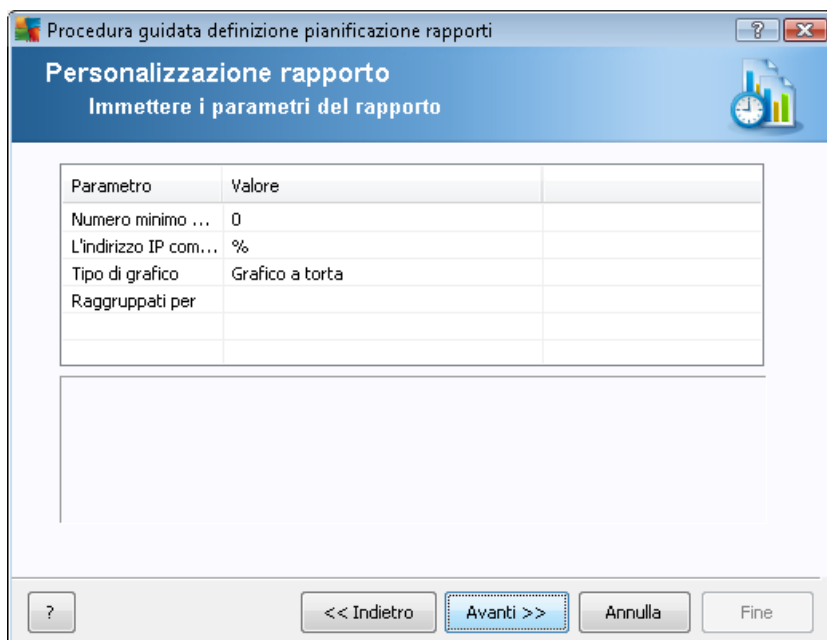 Procedura guidata definizione pianificazione rapporti
?
Personalizzazione rapporto
Immettere i parametri del rapporto
Parametro Valore
Numero minimo ... 0
L'indirizzo IP com... %
Tipo di grafico Grafico a torta
Raggruppati per
? << Indietro Avanti >> Annulla Fine